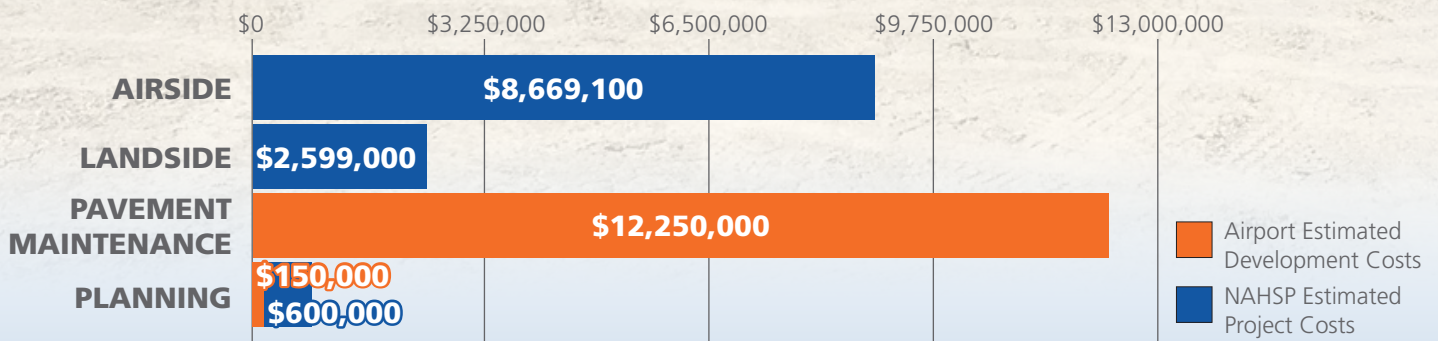 $0 $3,250,000 $6,500,000 $9,750,000 $13,000,000
AIRSIDE $8,669,100
LANDSIDE $2,599,000
PAVEMENT
MAINTENANCE $12,250,000
PLANNING $150,000
$600,000
Airport Estimated
Development Costs
NAHSP Estimated
Project Costs